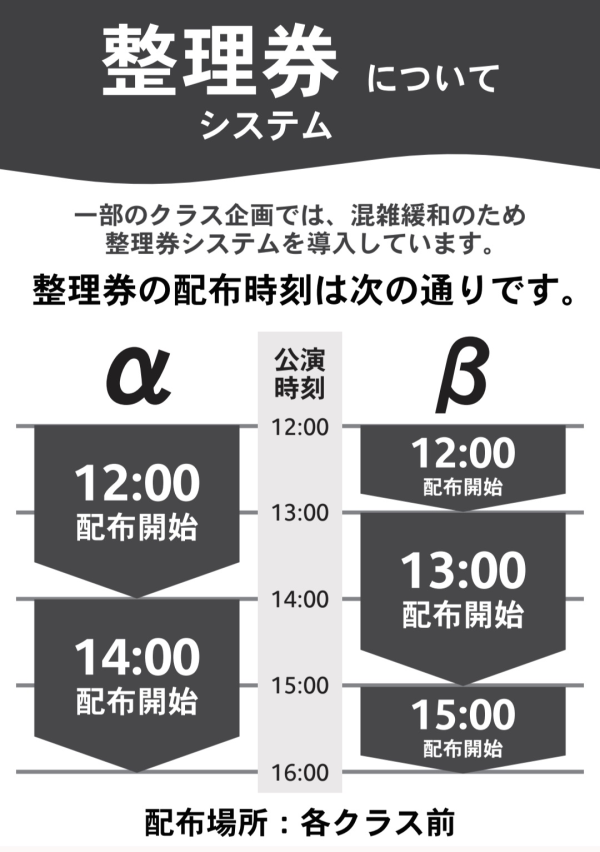 整理券 について
システム
一部のクラス企画では、混雑緩和のため
整理券システムを導入しています。
整理券の配布時刻は次の通りです。
α
公演
時刻
β
12:00
13:00
14:00
15:00
16:00
12:00
配布開始
14:00
配布開始
12:00
配布開始
13:00
配布開始
15:00
配布開始
配布場所：各クラス前